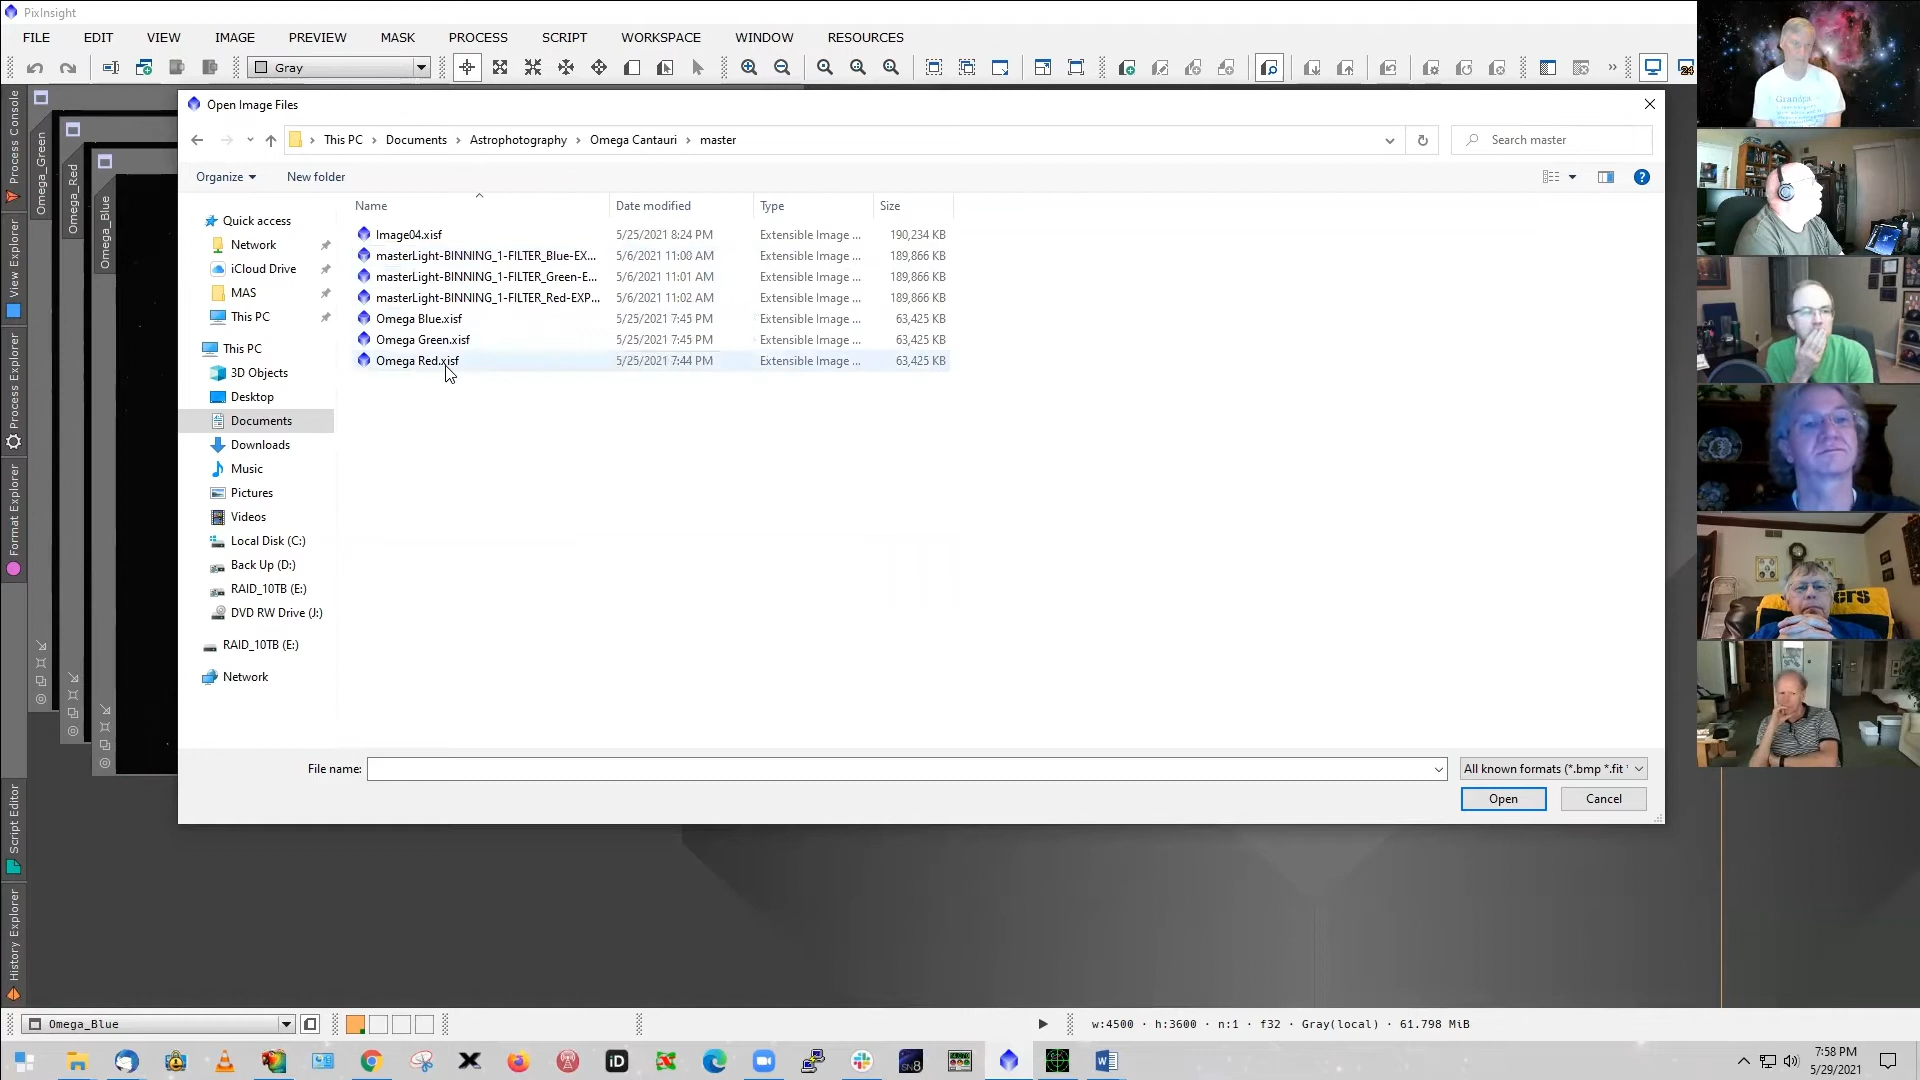 PixInsight
FILE EDIT VIEW IMAGE PREVIEW MASK PROCESS SCRIPT WORKSPACE WINDOW RESOURCES
Gray
24
Process Console
View Explorer
Process Explorer
Format Explorer
Script Editor
History Explorer
Omega_Green
Omega_Red
Omega_Blue
Open Image Files
This PC > Documents > Astrophotography > Omega Cantauri > master
Search master
Organize
New folder
Quick access
Network
iCloud Drive
MAS
This PC
This PC
3D Objects
Desktop
Documents
Downloads
Music
Pictures
Videos
Local Disk (C:)
Back Up (D:)
RAID_10TB (E:)
DVD RW Drive (J:)
RAID_10TB (E:)
Network
Name Date modified Type Size
Image04.xisf 5/25/2021 8:24 PM Extensible Image ... 190,234 KB
masterLight-BINNING_1-FILTER_Blue-EX... 5/6/2021 11:00 AM Extensible Image ... 189,866 KB
masterLight-BINNING_1-FILTER_Green-E... 5/6/2021 11:01 AM Extensible Image ... 189,866 KB
masterLight-BINNING_1-FILTER_Red-EXP... 5/6/2021 11:02 AM Extensible Image ... 189,866 KB
Omega Blue.xisf 5/25/2021 7:45 PM Extensible Image ... 63,425 KB
Omega Green.xisf 5/25/2021 7:45 PM Extensible Image ... 63,425 KB
Omega Red.xisf 5/25/2021 7:44 PM Extensible Image ... 63,425 KB
File name:
All known formats (*.bmp *.fit *
Open Cancel
Omega_Blue
w:4500 · h:3600 · n:1 · f32 · Gray(local) · 61.798 MiB
iD
SN8
7:58 PM
5/29/2021
Grandpa
ers